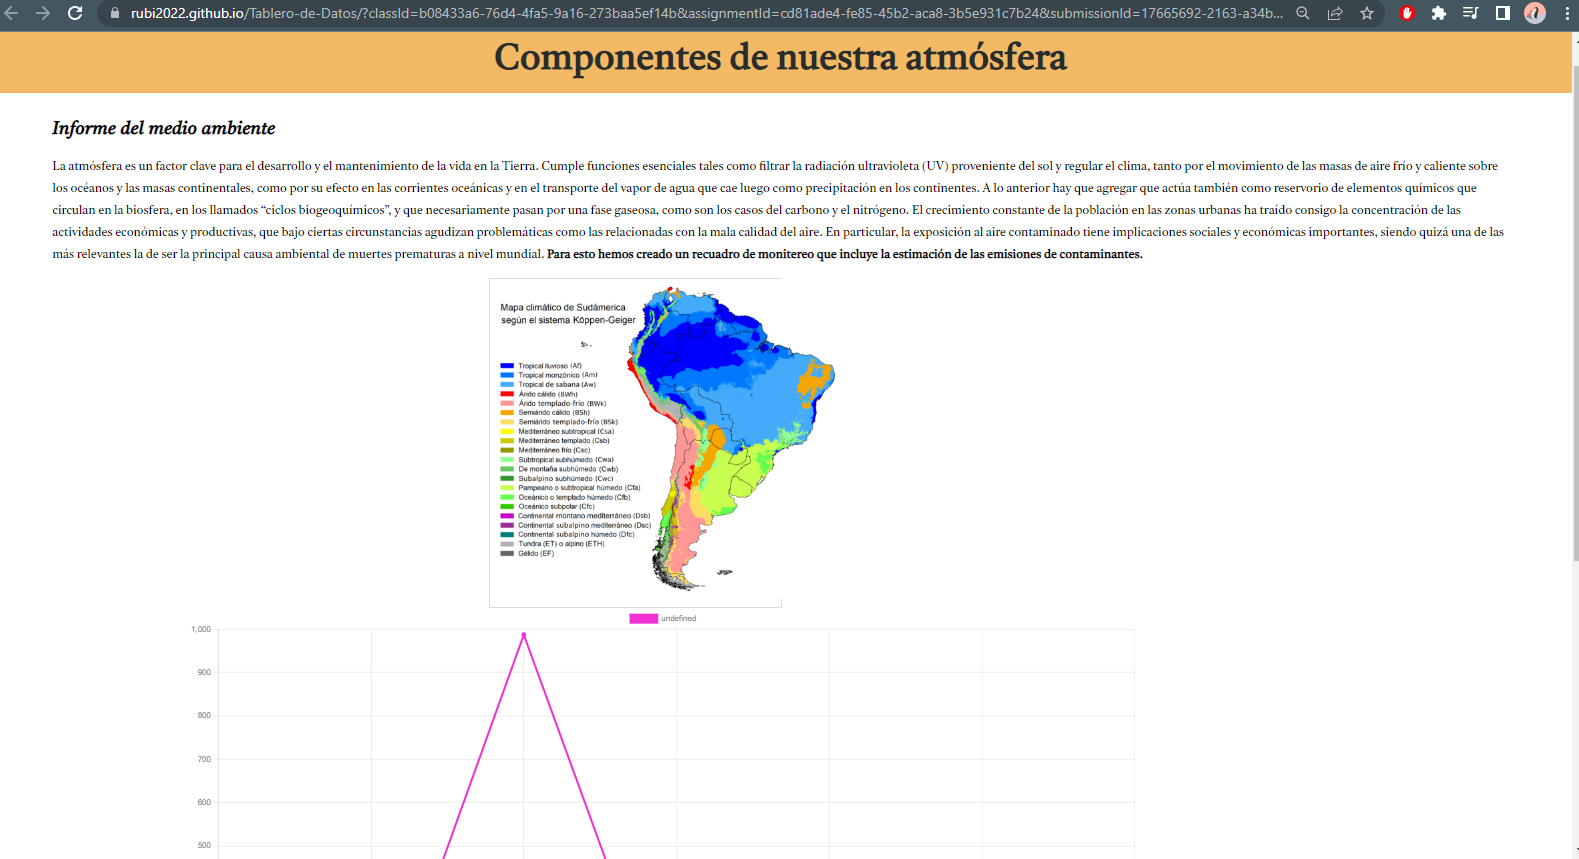 rubi2022.github.io/Tablero-de-Datos/?classId=b08433a6-76d4-4fa5-9a16-273baa5ef14b&assignmentId=cd81ade4-fe85-45b2-aca8-3b5e931c7b24&submissionId=17665692-2163-a34b...
Componentes de nuestra atmósfera
Informe del medio ambiente
La atmósfera es un factor clave para el desarrollo y el mantenimiento de la vida en la Tierra. Cumple funciones esenciales tales como filtrar la radiación ultravioleta (UV) proveniente del sol y regular el clima, tanto por el movimiento de las masas de aire frío y caliente sobre
los océanos y las masas continentales, como por su efecto en las corrientes oceánicas y en el transporte del vapor de agua que cae luego como precipitación en los continentes. A lo anterior hay que agregar que actúa también como reservorio de elementos químicos que
circulan en la biosfera, en los llamados “ciclos biogeoquímicos”, y que necesariamente pasan por una fase gaseosa, como son los casos del carbono y el nitrógeno. El crecimiento constante de la población en las zonas urbanas ha traído consigo la concentración de las
actividades económicas y productivas, que bajo ciertas circunstancias agudizan problemáticas como las relacionadas con la mala calidad del aire. En particular, la exposición al aire contaminado tiene implicaciones sociales y económicas importantes, siendo quizá una de las
más relevantes la de ser la principal causa ambiental de muertes prematuras a nivel mundial. Para esto hemos creado un recuadro de monitereo que incluye la estimación de las emisiones de contaminantes.
Mapa climático de Sudámerica
según el sistema Köppen-Geiger
Tropical lluvioso (Af)
Tropical monzónico (Am)
Tropical de sabana (Aw)
Árido cálido (BWh)
Árido templado-frío (BWk)
Semiárido cálido (BSh)
Semiárido templado-frío (BSk)
Mediterráneo subtropical (Csa)
Mediterráneo templado (Csb)
Mediterráneo frío (Csc)
Subtropical subhúmedo (Cwa)
De montaña subhúmedo (Cwb)
Subalpino subhúmedo (Cwc)
Pampeano o subtropical húmedo (Cfa)
Oceánico o templado húmedo (Cfb)
Oceánico subpolar (Cfc)
Continental montano mediterráneo (Dsb)
Continental subalpino mediterráneo (Dsc)
Continental subalpino húmedo (Dfc)
Tundra (ET) o alpino (ETH)
Gélido (EF)
undefined
1,000
900
800
700
600
500